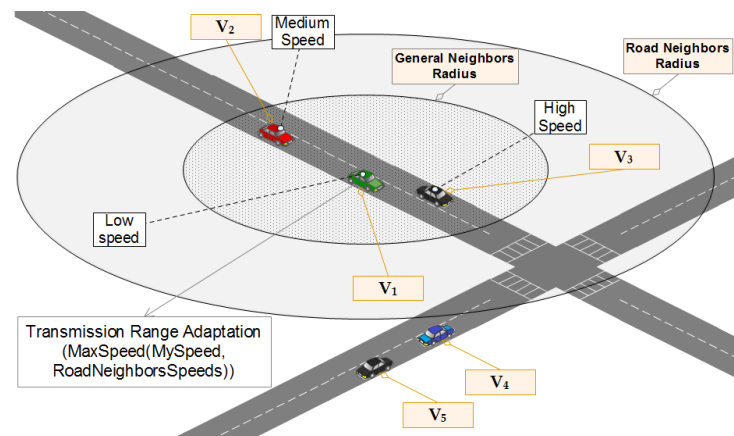 V2
Medium
Speed
General Neighbors
Radius
Road Neighbors
Radius
High
Speed
V3
Low
speed
V1
Transmission Range Adaptation
(MaxSpeed(MySpeed,
RoadNeighborsSpeeds))
V4
V5